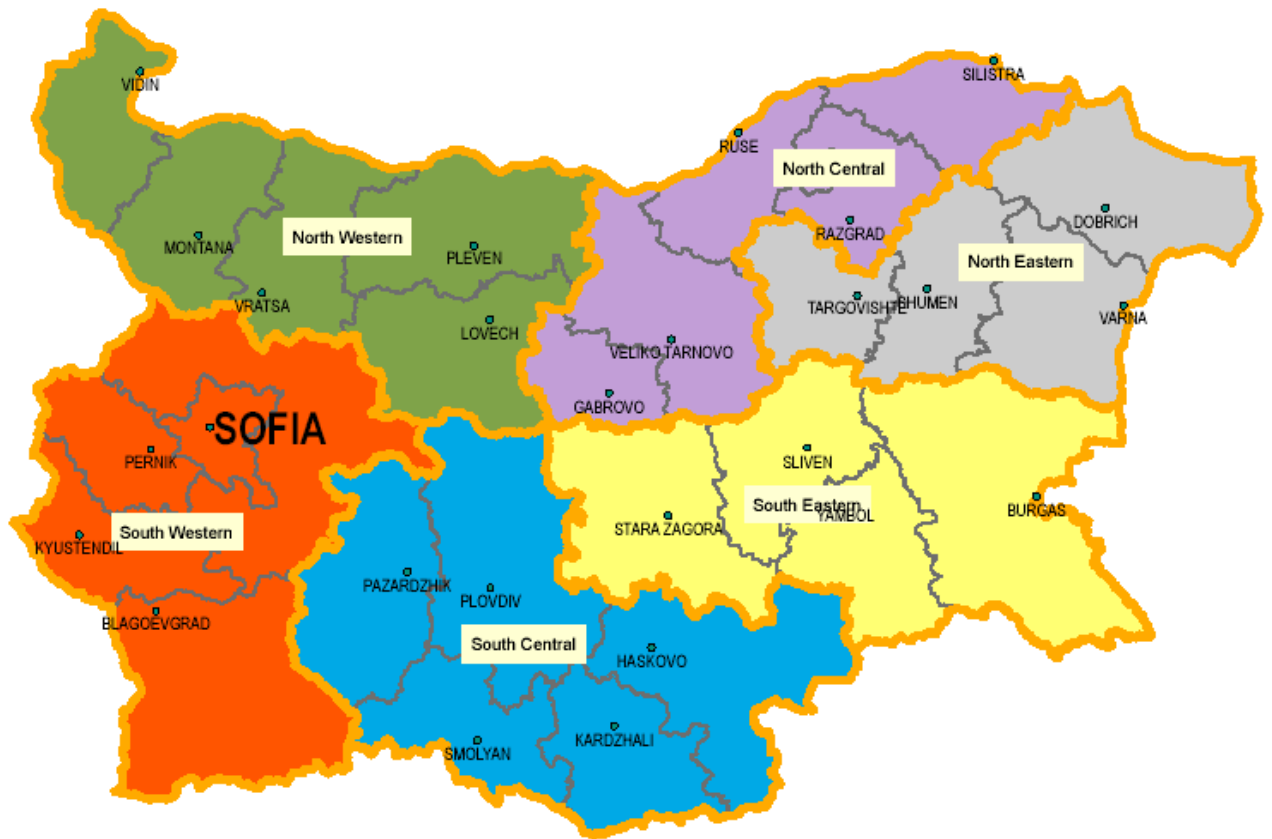 SILISTRA
VIDIN
RUSE
North Central
DOBRICH
RAZGRAD
North Western
MONTANA
PLEVEN
North Eastern
VRATSA
TARGOVISHTE
BHUMEN
VARNA
LOVECH
VELIKO TARNOVO
GABROVO
SOFIA
PERNIK
SLIVEN
South Eastern
YAMBOL
BURGAS
STARA ZAGORA
South Western
KYUSTENDIL
PAZARDZHIK
PLOVDIV
BLAGOEVGRAD
South Central
HASKOVO
KARDZHALI
SMOLYAN